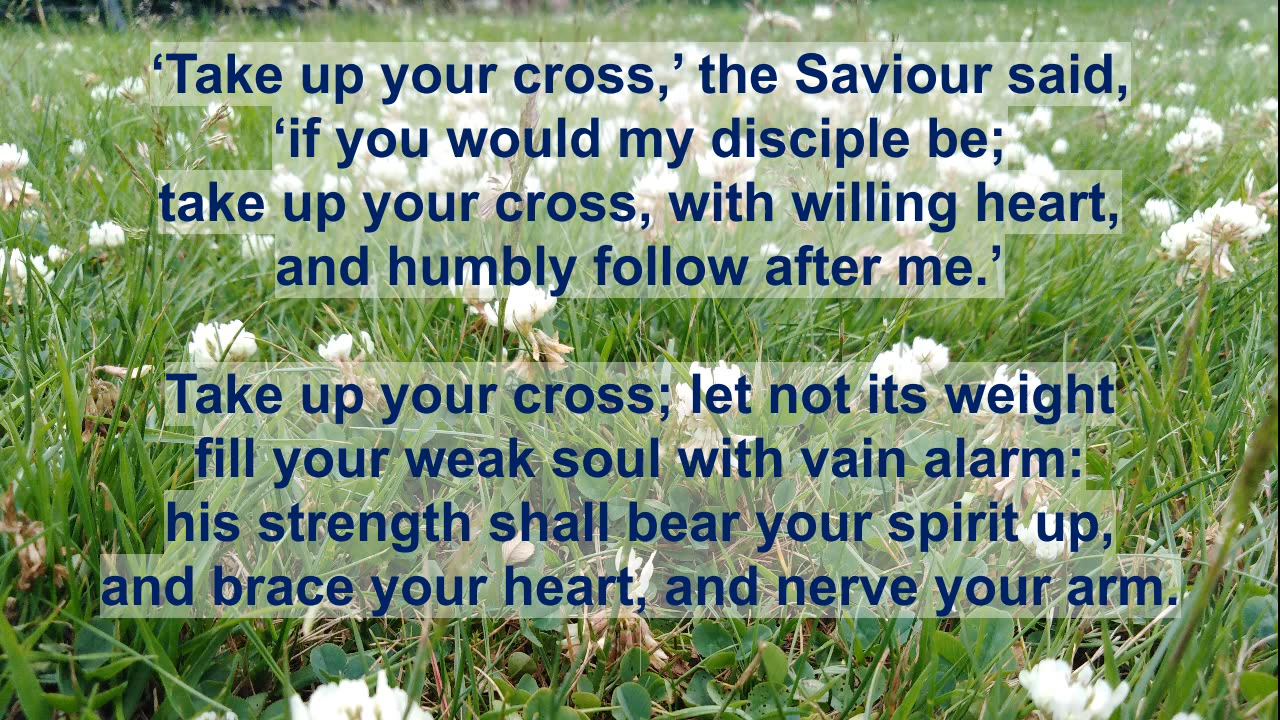 ‘Take up your cross,’ the Saviour said,
‘if you would my disciple be;
take up your cross, with willing heart,
and humbly follow after me.’
Take up your cross; let not its weight
fill your weak soul with vain alarm:
his strength shall bear your spirit up,
and brace your heart, and nerve your arm.